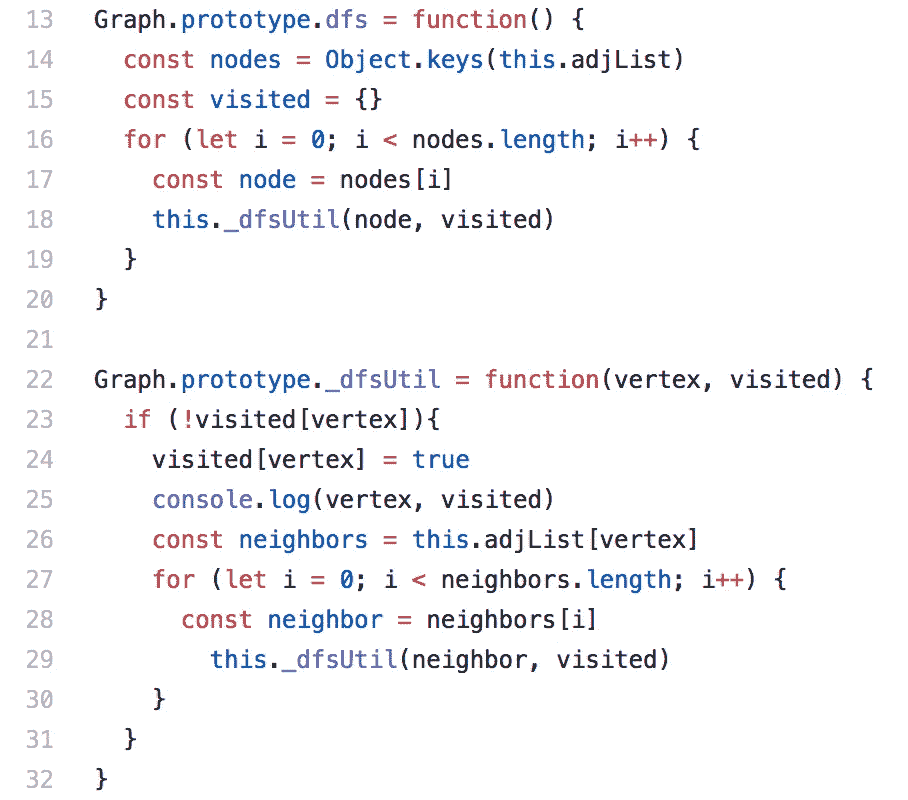 13 Graph.prototype.dfs = function() {
14   const nodes = Object.keys(this.adjList)
15   const visited = {}
16   for (let i = 0; i < nodes.length; i++) {
17     const node = nodes[i]
18     this._dfsUtil(node, visited)
19   }
20 }
21
22 Graph.prototype._dfsUtil = function(vertex, visited) {
23   if (!visited[vertex]){
24     visited[vertex] = true
25     console.log(vertex, visited)
26     const neighbors = this.adjList[vertex]
27     for (let i = 0; i < neighbors.length; i++) {
28       const neighbor = neighbors[i]
29         this._dfsUtil(neighbor, visited)
30     }
31   }
32 }